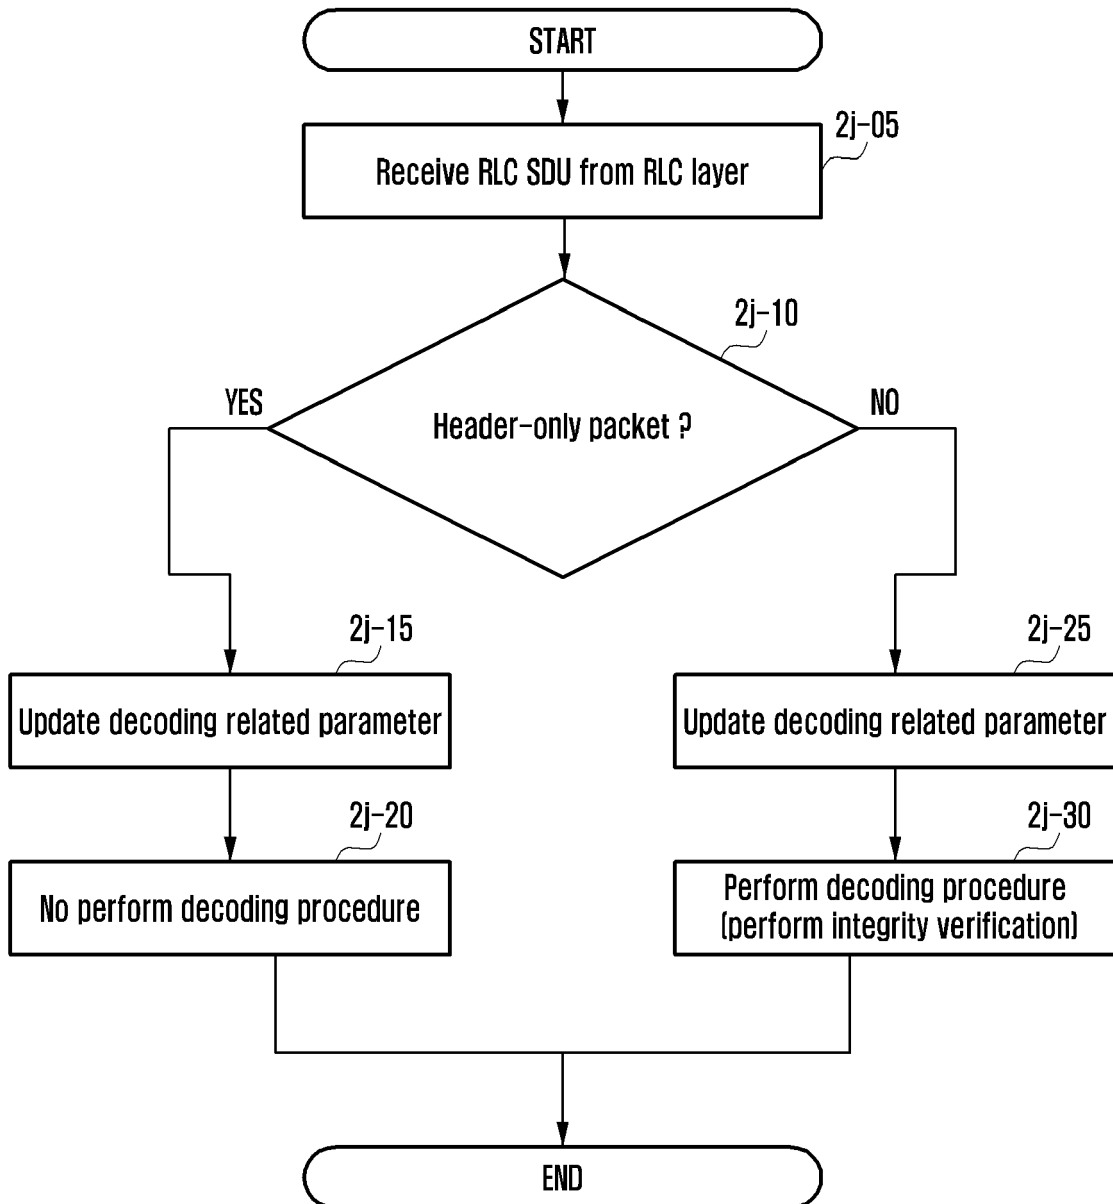 START
2j-05
Receive RLC SDU from RLC layer
2j-10
YES
NO
Header-only packet ?
2j-15
2j-25
Update decoding related parameter
Update decoding related parameter
2j-20
2j-30
No perform decoding procedure
Perform decoding procedure
(perform integrity verification)
END